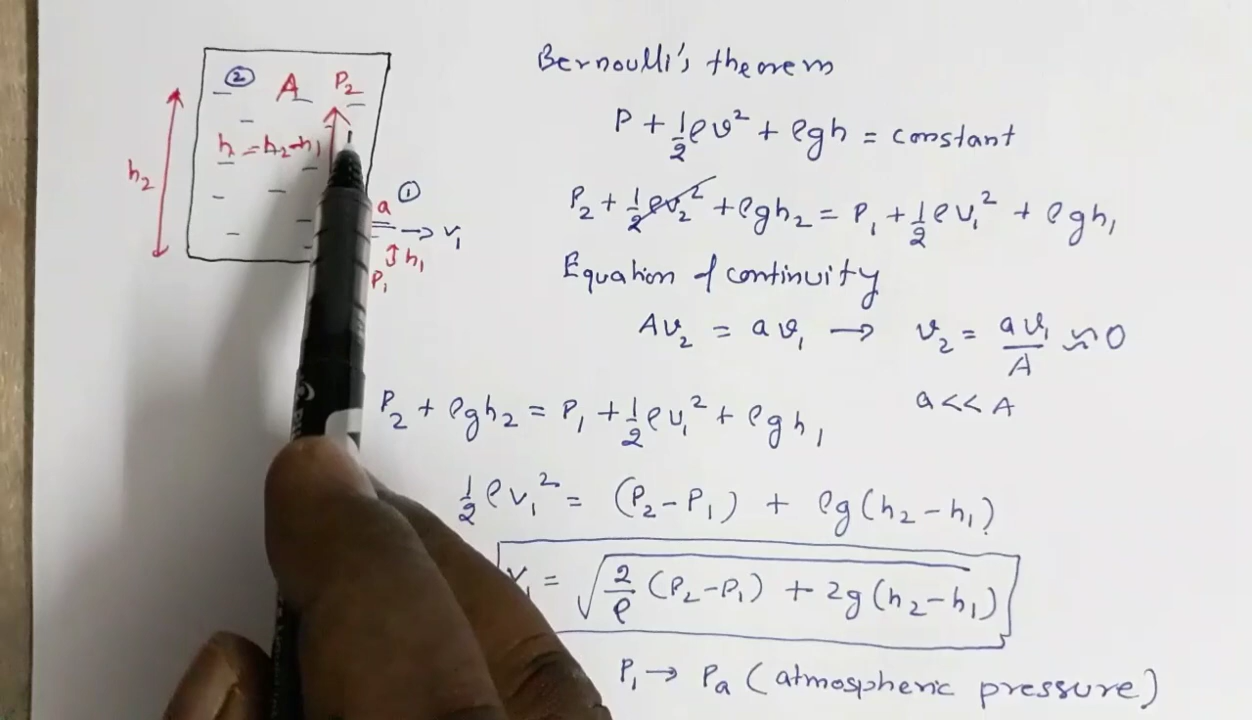 ② A P₂
h = h₂-h₁
h₂
a ①
→ v₁
↕h₁
P₁
Bernoulli's theorem
P + ½ρv² + ρgh = constant
P₂ + ½ρv₂² + ρgh₂ = P₁ + ½ρv₁² + ρgh₁
Equation of continuity
Av₂ = av₁ → v₂ = av₁/A ≈ 0
a << A
P₂ + ρgh₂ = P₁ + ½ρv₁² + ρgh₁
½ρv₁² = (P₂-P₁) + ρg(h₂-h₁)
v₁ = √(2/ρ (P₂-P₁) + 2g(h₂-h₁))
P₁ → Pa (atmospheric pressure)